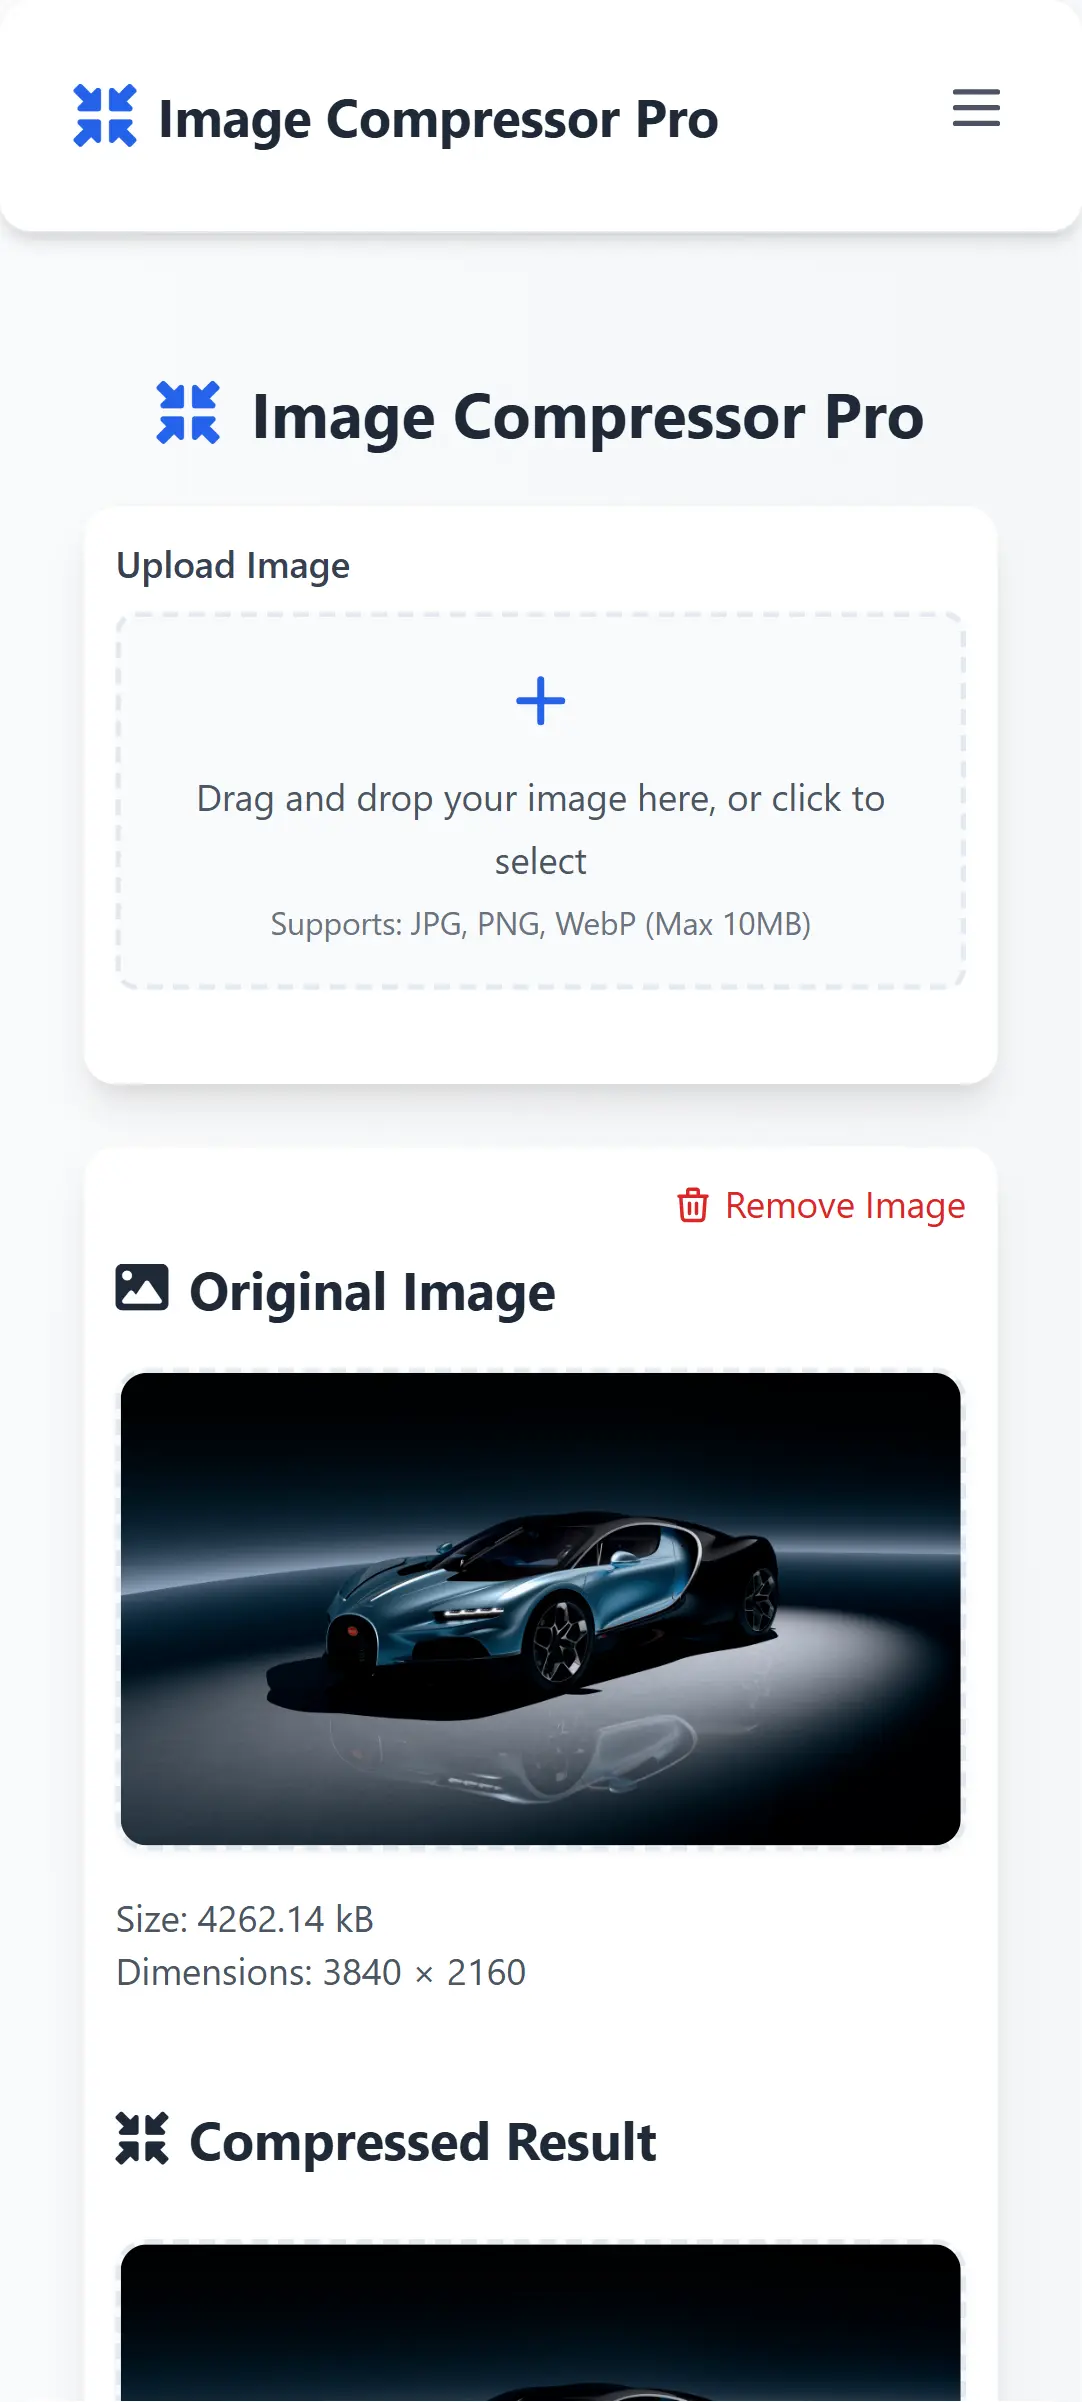 Image Compressor Pro
Image Compressor Pro
Upload Image
Drag and drop your image here, or click to
select
Supports: JPG, PNG, WebP (Max 10MB)
Remove Image
Original Image
Size: 4262.14 kB
Dimensions: 3840 × 2160
Compressed Result